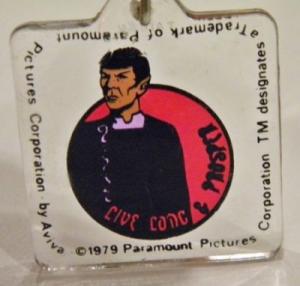 LIVE LONG & PROSPER
©1979 Paramount Pictures
Corporation TM designates
a Trademark of Paramount
Pictures Corporation · by Aviva